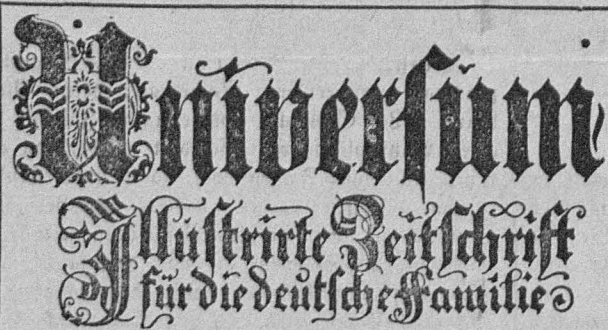 Universum
Illustrirte Zeitschrift
für die deutsche Familie